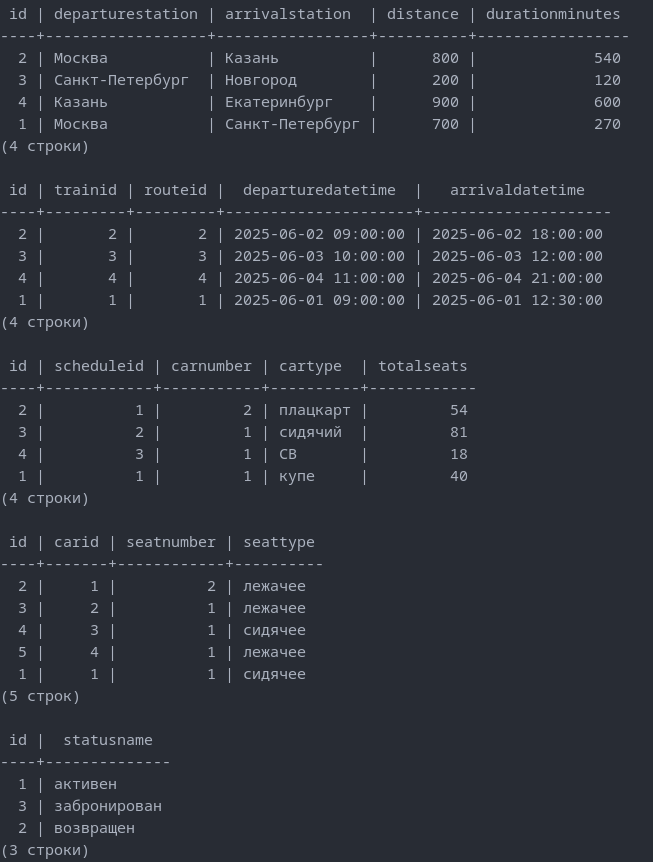 id | departurestation | arrivalstation  | distance | durationminutes
----+------------------+-----------------+----------+-----------------
  2 | Москва           | Казань          |      800 |             540
  3 | Санкт-Петербург  | Новгород        |      200 |             120
  4 | Казань           | Екатеринбург    |      900 |             600
  1 | Москва           | Санкт-Петербург |      700 |             270
(4 строки)

 id | trainid | routeid |  departuredatetime  |   arrivaldatetime
----+---------+---------+---------------------+---------------------
  2 |       2 |       2 | 2025-06-02 09:00:00 | 2025-06-02 18:00:00
  3 |       3 |       3 | 2025-06-03 10:00:00 | 2025-06-03 12:00:00
  4 |       4 |       4 | 2025-06-04 11:00:00 | 2025-06-04 21:00:00
  1 |       1 |       1 | 2025-06-01 09:00:00 | 2025-06-01 12:30:00
(4 строки)

 id | scheduleid | carnumber | cartype  | totalseats
----+------------+-----------+----------+------------
  2 |          1 |         2 | плацкарт |         54
  3 |          2 |         1 | сидячий  |         81
  4 |          3 |         1 | СВ       |         18
  1 |          1 |         1 | купе     |         40
(4 строки)

 id | carid | seatnumber | seattype
----+-------+------------+----------
  2 |     1 |          2 | лежачее
  3 |     2 |          1 | лежачее
  4 |     3 |          1 | сидячее
  5 |     4 |          1 | лежачее
  1 |     1 |          1 | сидячее
(5 строк)

 id |  statusname
----+--------------
  1 | активен
  3 | забронирован
  2 | возвращен
(3 строки)